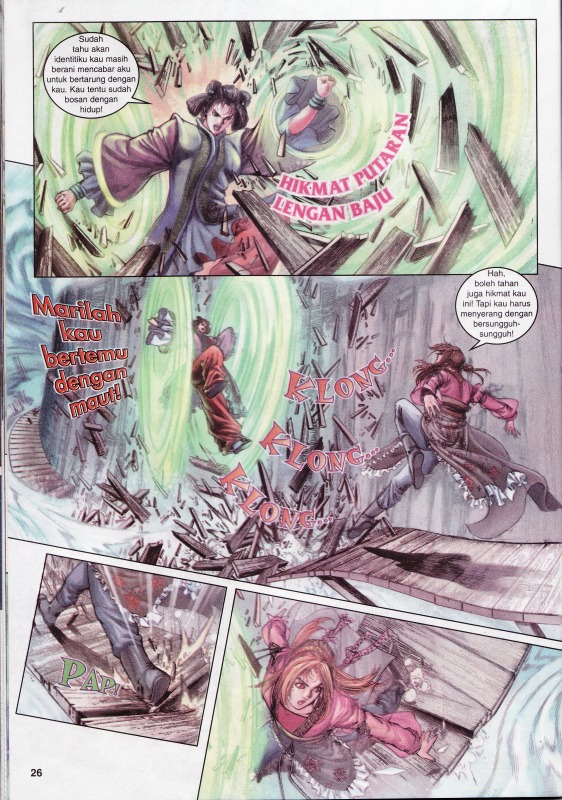 Sudah
tahu akan
identitiku kau masih
berani mencabar aku
untuk bertarung dengan
kau. Kau tentu sudah
bosan dengan
hidup!
HIKMAT PUTARAN
LENGAN BAJU
Hah,
boleh tahan
juga hikmat kau
ini! Tapi kau harus
menyerang dengan
bersungguh-
sungguh!
Marilah
kau
bertemu
dengan
maut!
KLONG...
KLONG...
KLONG...
PAP!
26